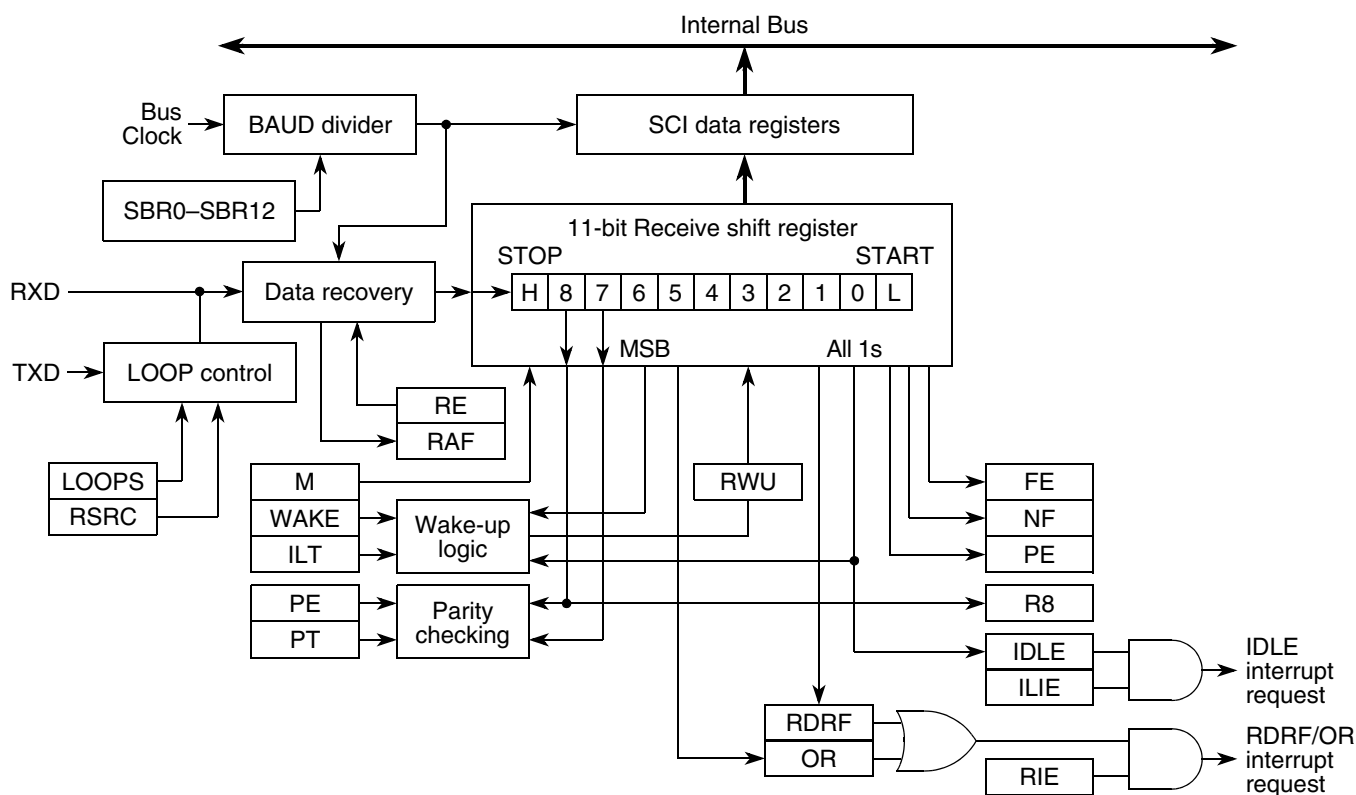 Internal Bus
Bus
Clock
BAUD divider
SCI data registers
SBR0–SBR12
11-bit Receive shift register
STOP
START
RXD
Data recovery
H 8 7 6 5 4 3 2 1 0 L
MSB
All 1s
TXD
LOOP control
RE
RAF
LOOPS
RSRC
M
WAKE
ILT
Wake-up
logic
RWU
FE
NF
PE
PE
PT
Parity
checking
R8
IDLE
ILIE
IDLE
interrupt
request
RDRF
OR
RIE
RDRF/OR
interrupt
request